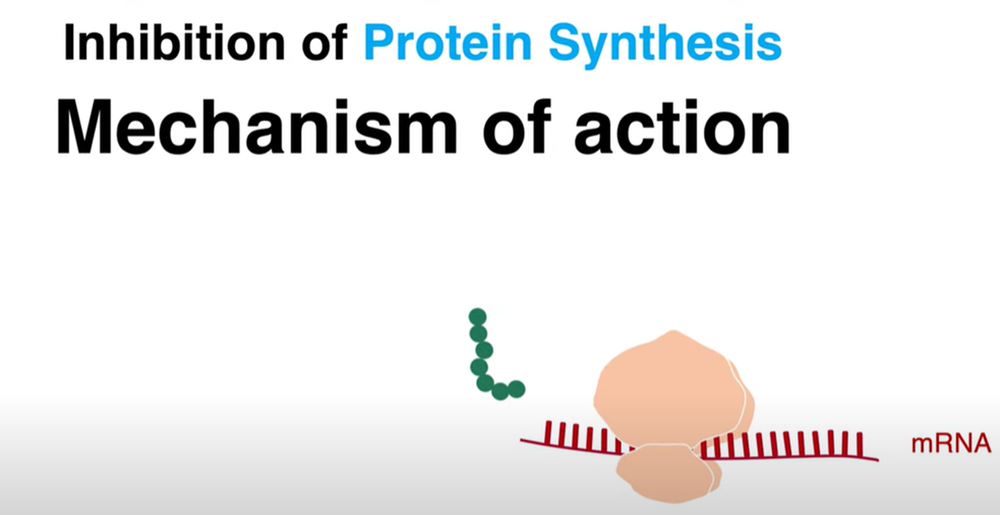 Inhibition of Protein Synthesis
Mechanism of action
mRNA